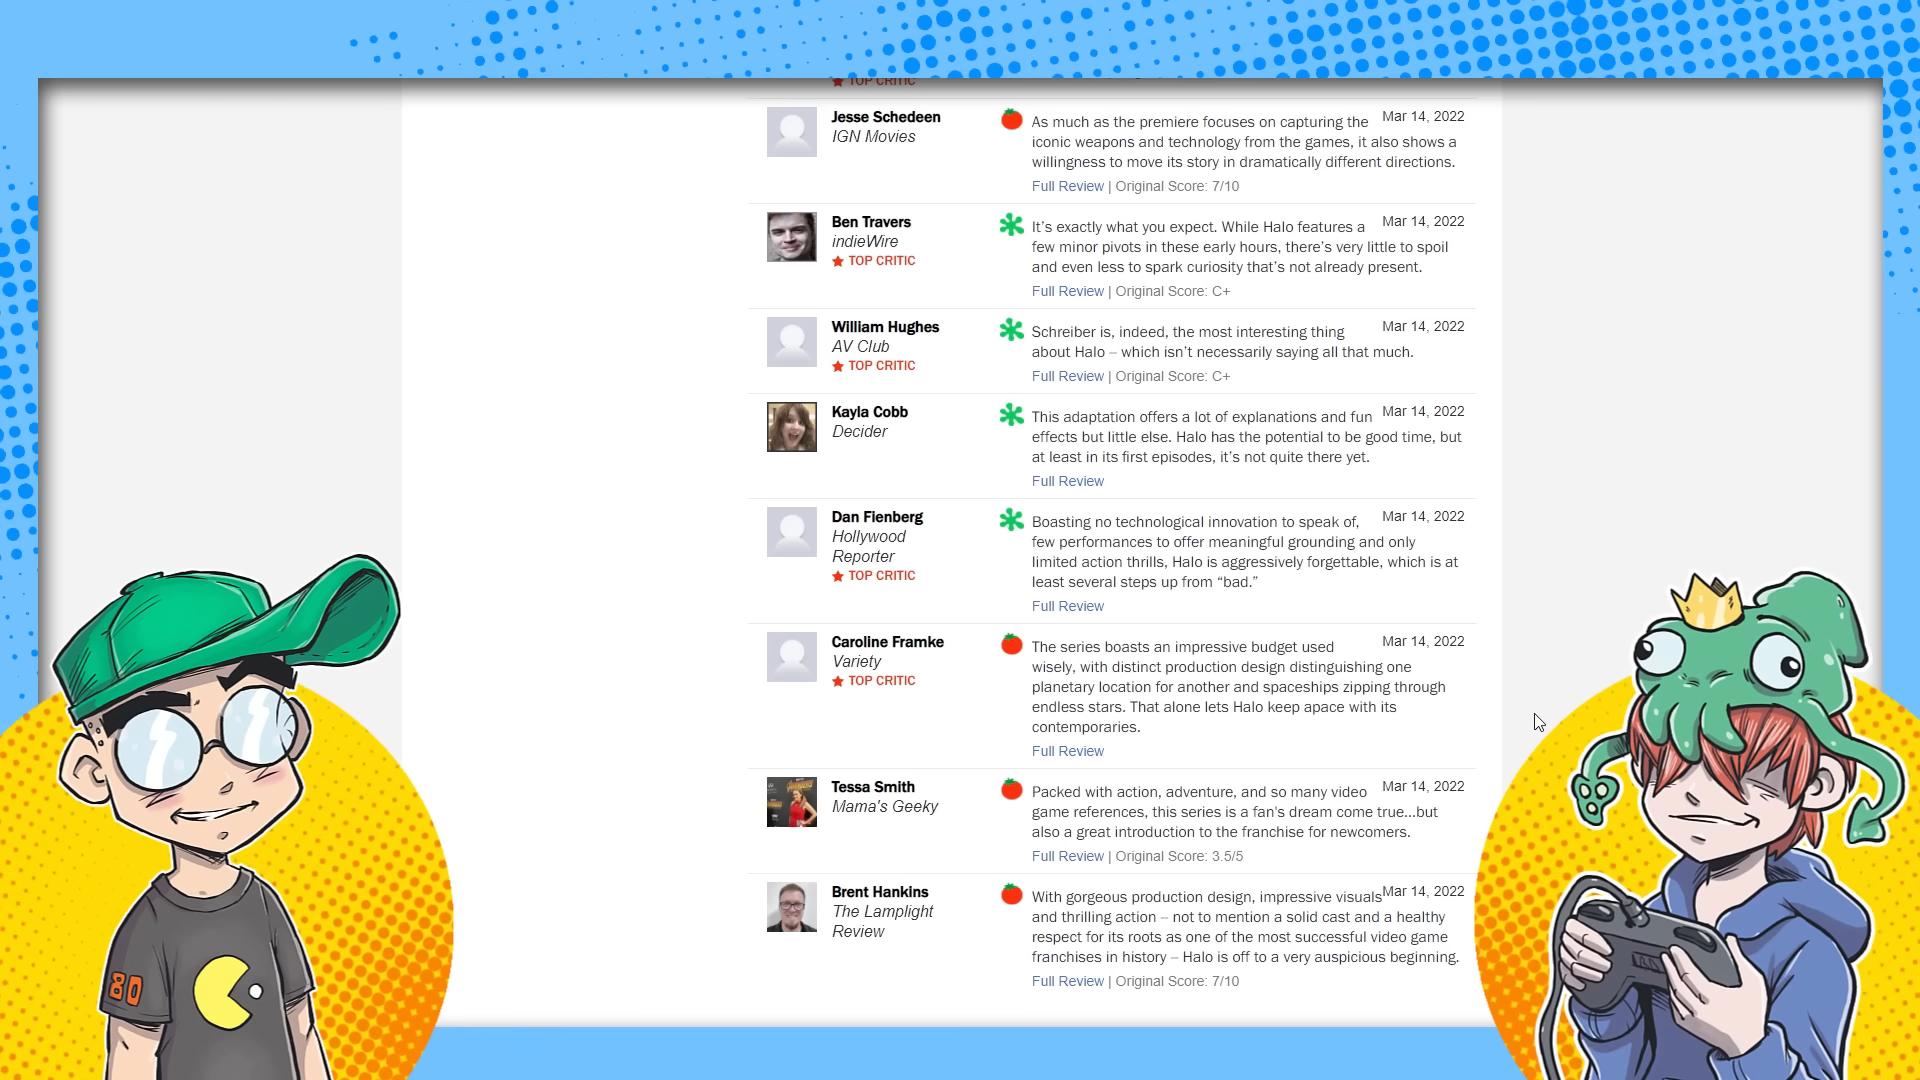 TOP CRITIC
Jesse Schedeen
IGN Movies
As much as the premiere focuses on capturing the
Mar 14, 2022
iconic weapons and technology from the games, it also shows a
willingness to move its story in dramatically different directions.
Full Review | Original Score: 7/10
Ben Travers
indieWire
TOP CRITIC
It's exactly what you expect. While Halo features a
Mar 14, 2022
few minor pivots in these early hours, there's very little to spoil
and even less to spark curiosity that's not already present.
Full Review | Original Score: C+
William Hughes
AV Club
TOP CRITIC
Schreiber is, indeed, the most interesting thing
Mar 14, 2022
about Halo – which isn't necessarily saying all that much.
Full Review | Original Score: C+
Kayla Cobb
Decider
This adaptation offers a lot of explanations and fun
Mar 14, 2022
effects but little else. Halo has the potential to be good time, but
at least in its first episodes, it's not quite there yet.
Full Review
Dan Fienberg
Hollywood
Reporter
TOP CRITIC
Boasting no technological innovation to speak of,
Mar 14, 2022
few performances to offer meaningful grounding and only
limited action thrills, Halo is aggressively forgettable, which is at
least several steps up from “bad.”
Full Review
Caroline Framke
Variety
TOP CRITIC
The series boasts an impressive budget used
Mar 14, 2022
wisely, with distinct production design distinguishing one
planetary location for another and spaceships zipping through
endless stars. That alone lets Halo keep apace with its
contemporaries.
Full Review
Tessa Smith
Mama's Geeky
Packed with action, adventure, and so many video
Mar 14, 2022
game references, this series is a fan's dream come true...but
also a great introduction to the franchise for newcomers.
Full Review | Original Score: 3.5/5
Brent Hankins
The Lamplight
Review
With gorgeous production design, impressive visuals
Mar 14, 2022
and thrilling action – not to mention a solid cast and a healthy
respect for its roots as one of the most successful video game
franchises in history – Halo is off to a very auspicious beginning.
Full Review | Original Score: 7/10
80